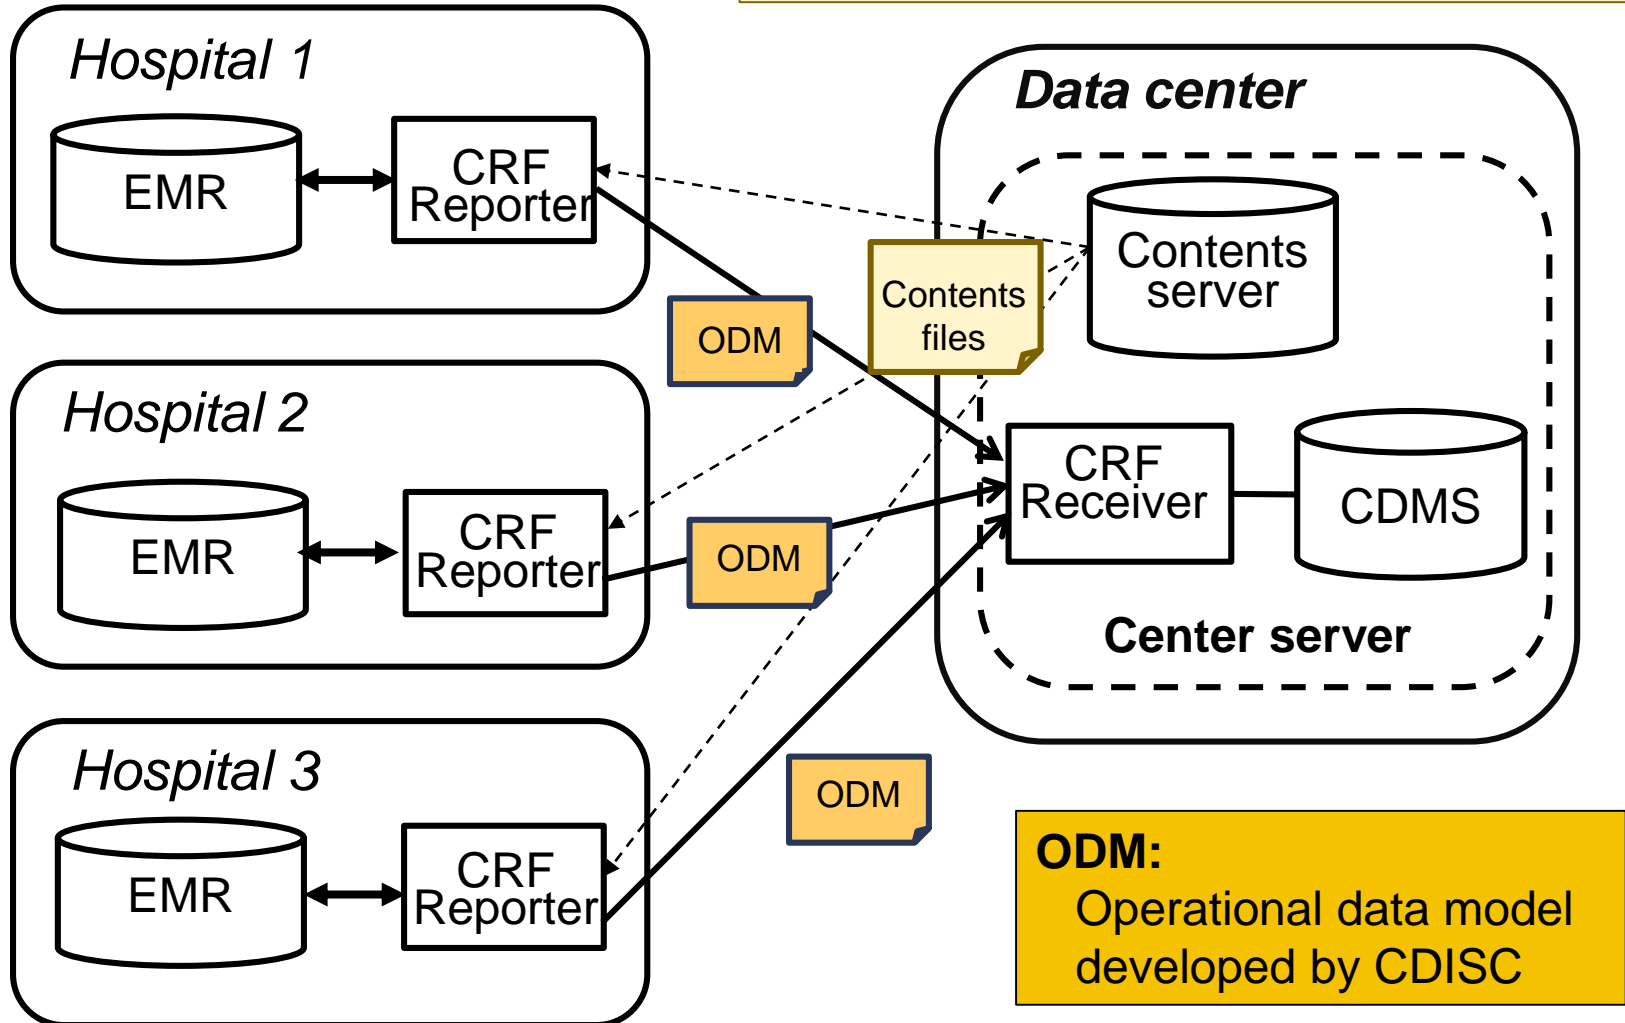 Hospital 1
EMR
CRF
Reporter
ODM
Hospital 2
EMR
CRF
Reporter
ODM
Hospital 3
EMR
CRF
Reporter
ODM
Data center
Contents
server
Contents
files
CRF
Receiver
CDMS
Center server
ODM:
Operational data model
developed by CDISC